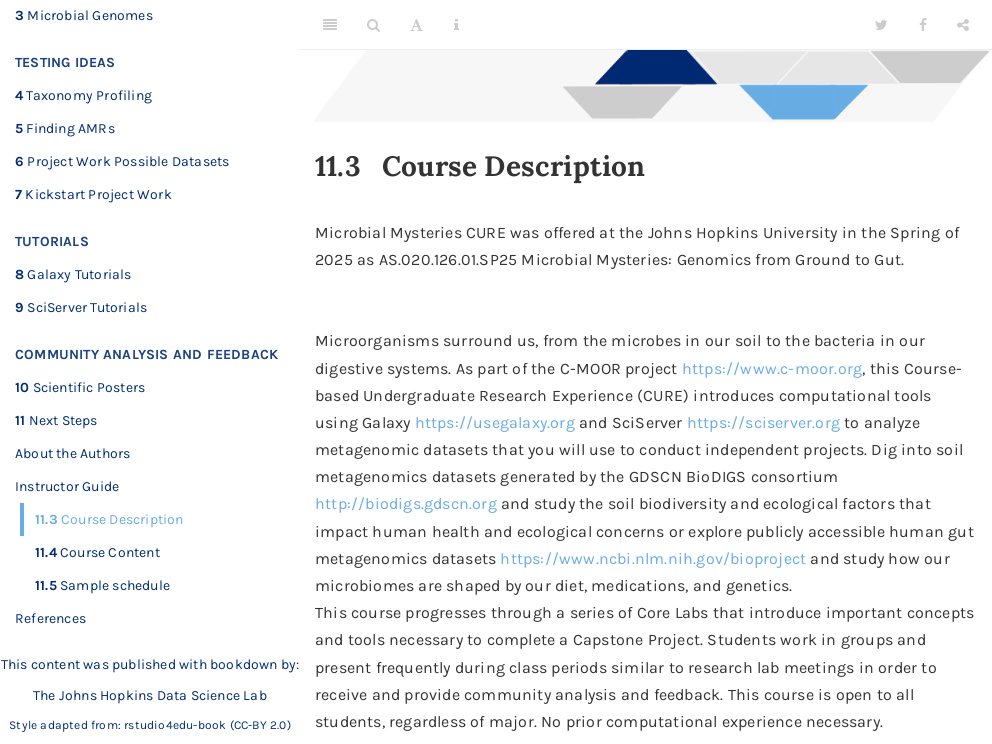 3 Microbial Genomes
TESTING IDEAS
4 Taxonomy Profiling
5 Finding AMRs
6 Project Work Possible Datasets
7 Kickstart Project Work
TUTORIALS
8 Galaxy Tutorials
9 SciServer Tutorials
COMMUNITY ANALYSIS AND FEEDBACK
10 Scientific Posters
11 Next Steps
About the Authors
Instructor Guide
11.3 Course Description
11.4 Course Content
11.5 Sample schedule
References
This content was published with bookdown by:
The Johns Hopkins Data Science Lab
Style adapted from: rstudio4edu-book (CC-BY 2.0)
11.3 Course Description
Microbial Mysteries CURE was offered at the Johns Hopkins University in the Spring of
2025 as AS.020.126.01.SP25 Microbial Mysteries: Genomics from Ground to Gut.
Microorganisms surround us, from the microbes in our soil to the bacteria in our
digestive systems. As part of the C-MOOR project https://www.c-moor.org, this Course-
based Undergraduate Research Experience (CURE) introduces computational tools
using Galaxy https://usegalaxy.org and SciServer https://sciserver.org to analyze
metagenomic datasets that you will use to conduct independent projects. Dig into soil
metagenomics datasets generated by the GDSCN BioDIGS consortium
http://biodigs.gdscn.org and study the soil biodiversity and ecological factors that
impact human health and ecological concerns or explore publicly accessible human gut
metagenomics datasets https://www.ncbi.nlm.nih.gov/bioproject and study how our
microbiomes are shaped by our diet, medications, and genetics.
This course progresses through a series of Core Labs that introduce important concepts
and tools necessary to complete a Capstone Project. Students work in groups and
present frequently during class periods similar to research lab meetings in order to
receive and provide community analysis and feedback. This course is open to all
students, regardless of major. No prior computational experience necessary.